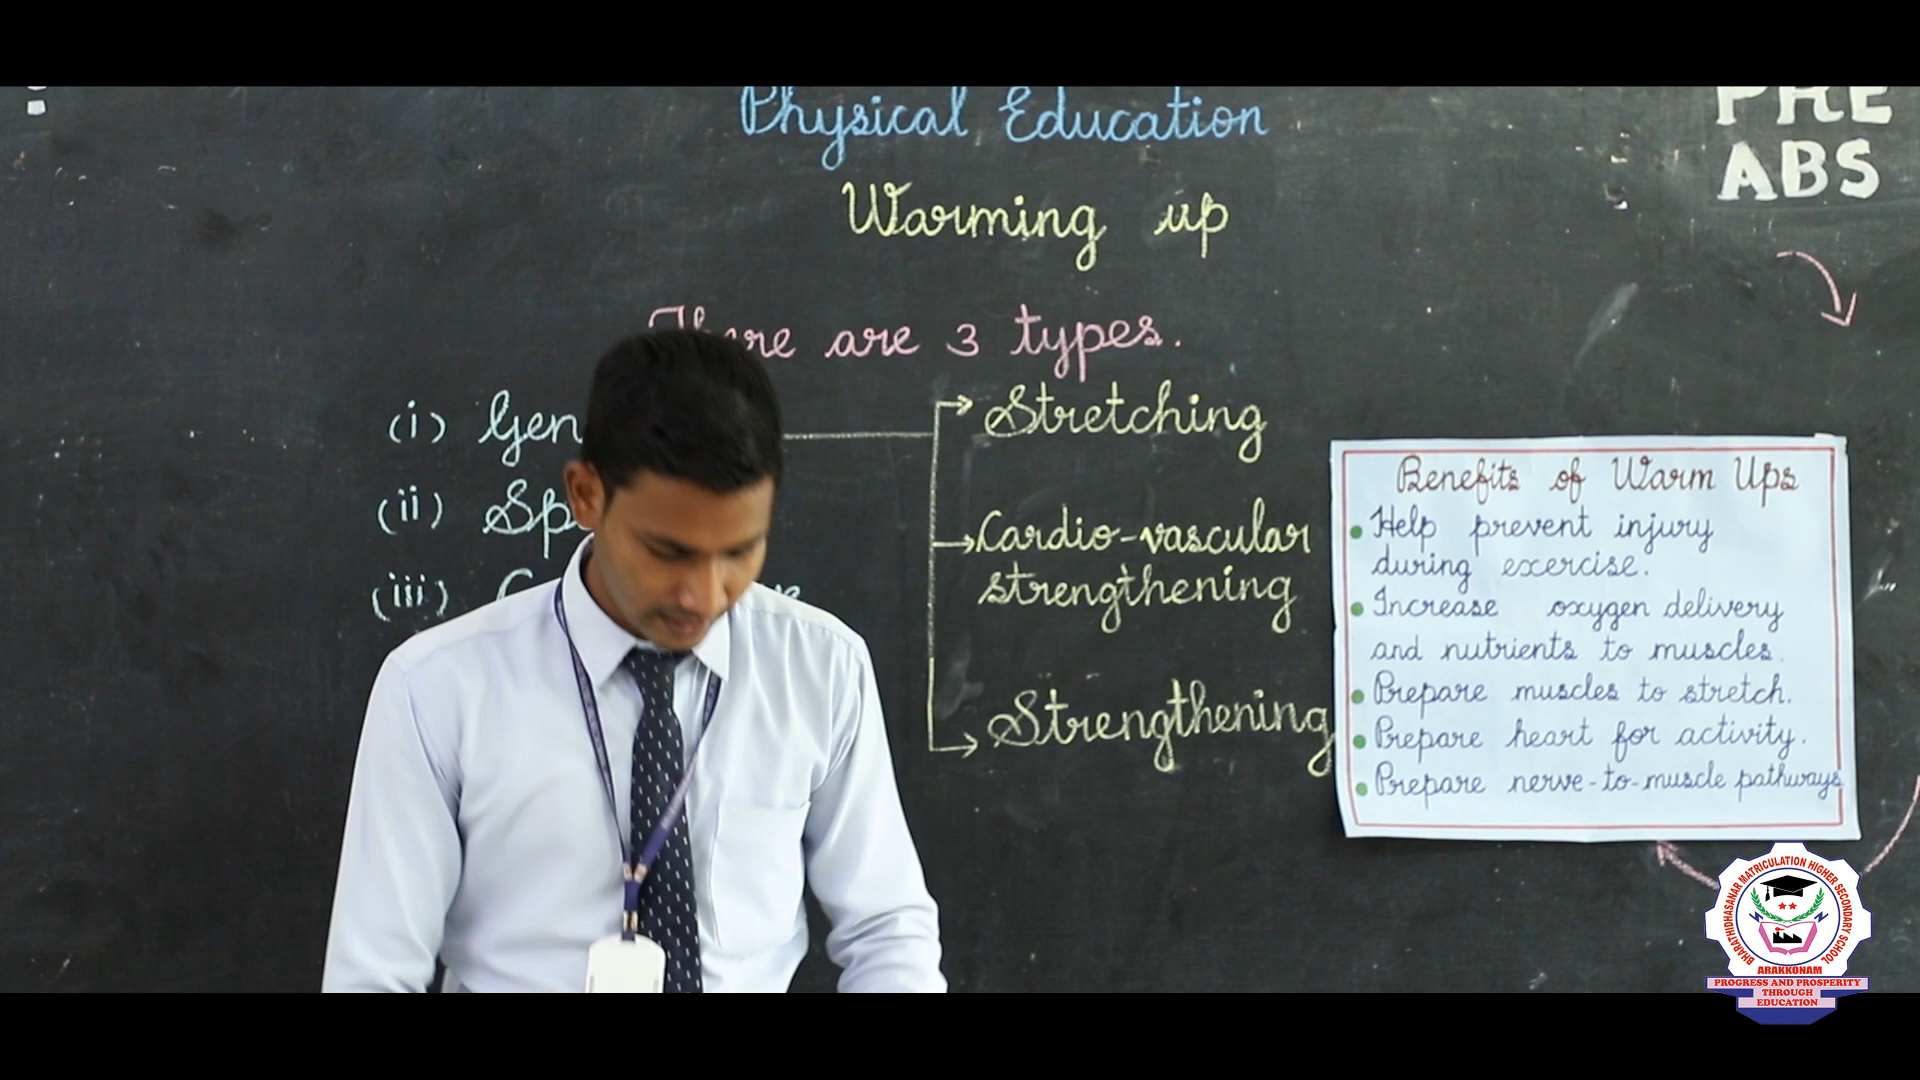 Physical Education
PRE
ABS
Warming up
are 3 types.
(i)
(ii)
(iii)
Stretching
Cardio-vascular
strengthening
Strengthening
Benefits of Warm Ups
Help prevent injury
during exercise.
Increase oxygen delivery
and nutrients to muscles.
Prepare muscles to stretch.
Prepare heart for activity.
Prepare nerve-to-muscle pathways
BHARATHIDHASANAR MATRICULATION HIGHER SECONDARY SCHOOL
ARAKKONAM
PROGRESS AND PROSPERITY
THROUGH
EDUCATION